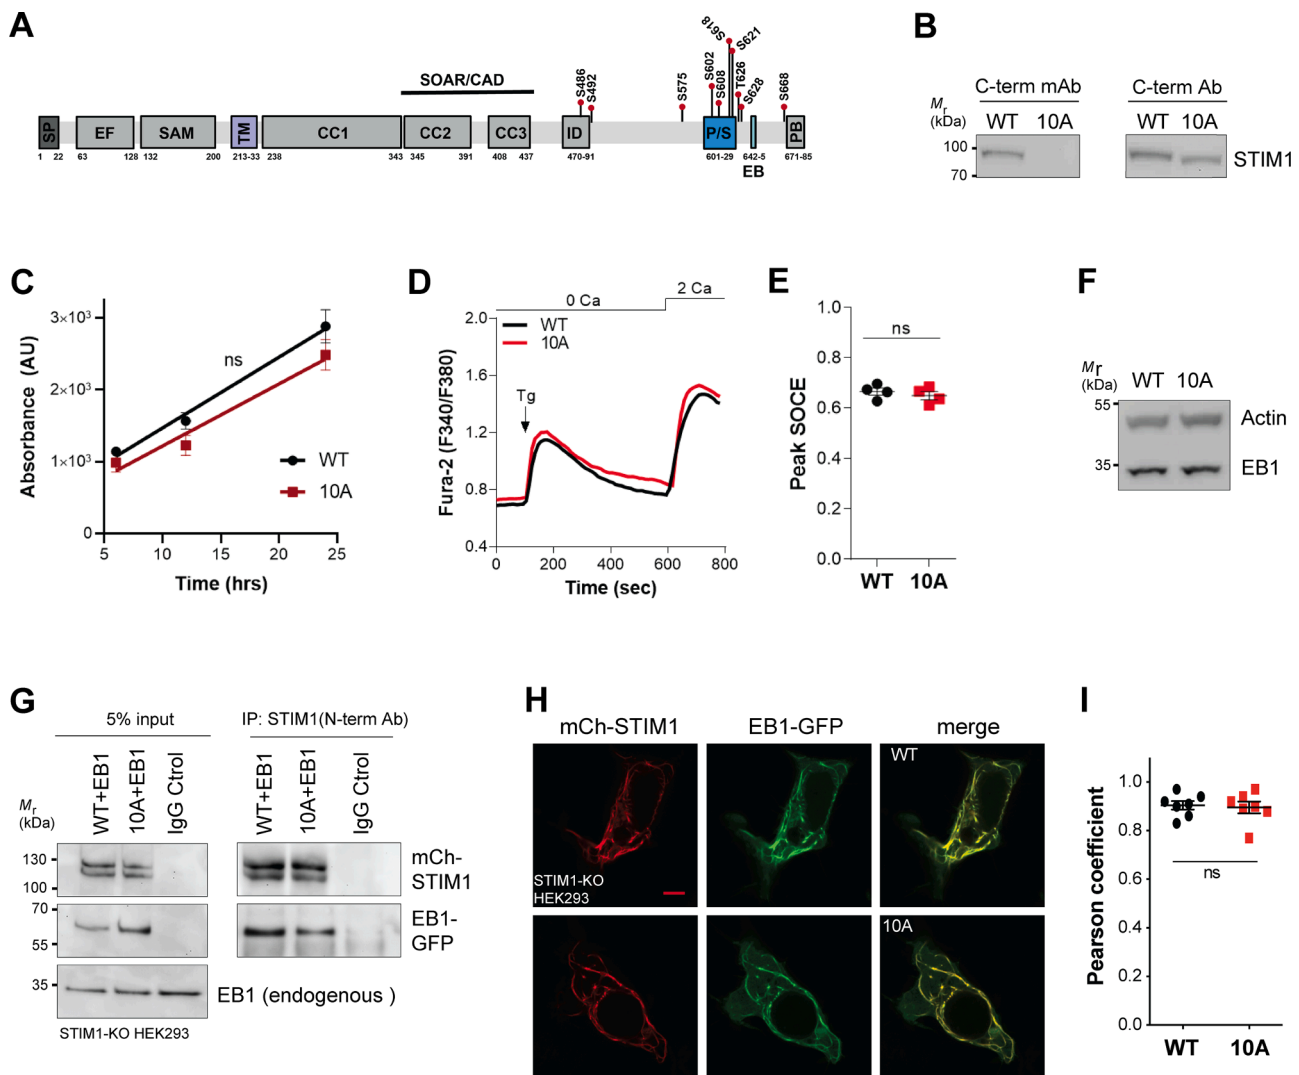 A
SOAR/CAD
S486
S492
S575
S602
S608
S618
S621
T626
S628
S668
SP
EF
SAM
TM
CC1
CC2
CC3
ID
P/S
PB
1 22 63 128 132 200 213-33 238 343 345 391 408 437 470-91 601-29 642-5 671-85
EB
B
C-term mAb C-term Ab
Mr
(kDa)
WT 10A WT 10A
100
70
STIM1
C
Absorbance (AU)
3×10³
2×10³
1×10³
0
ns
WT
10A
5 10 15 20 25
Time (hrs)
D
0 Ca
2 Ca
Fura-2 (F340/F380)
2.0
1.6
1.2
0.8
0.4
WT
10A
Tg
0 200 400 600 800
Time (sec)
E
Peak SOCE
1.0
0.8
0.6
0.4
0.2
0.0
ns
WT 10A
F
Mr
(kDa)
WT 10A
55
35
Actin
EB1
G
5% input
IP: STIM1(N-term Ab)
WT+EB1
10A+EB1
IgG Ctrol
WT+EB1
10A+EB1
IgG Ctrol
Mr
(kDa)
130
100
mCh-
STIM1
70
55
EB1-
GFP
35
EB1 (endogenous )
STIM1-KO HEK293
H
mCh-STIM1 EB1-GFP merge
WT
STIM1-KO
HEK293
10A
I
Pearson coefficient
1.0
0.8
0.6
0.4
0.2
0.0
ns
WT 10A